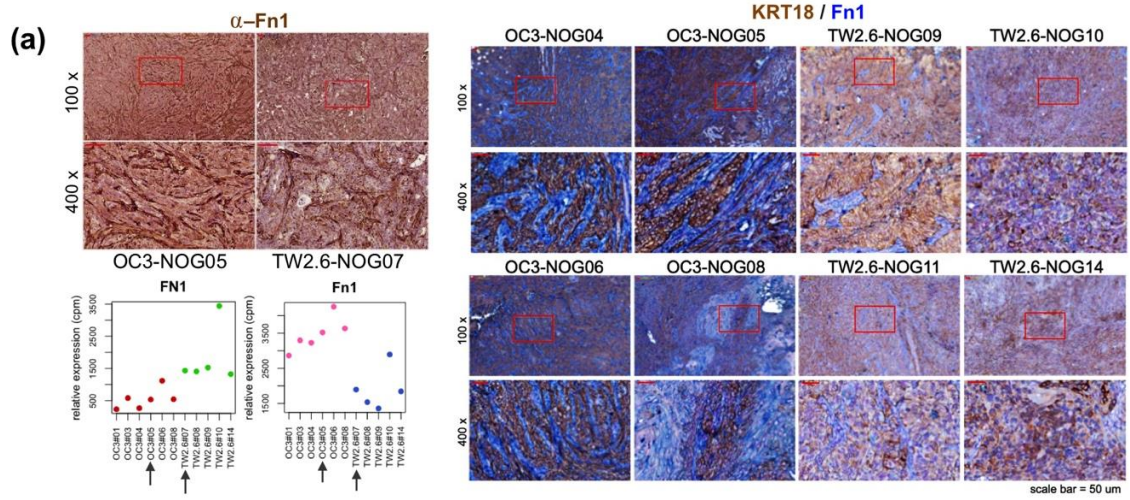 (a)
α–Fn1
100 x
400 x
OC3-NOG05 TW2.6-NOG07
FN1
relative expression (cpm)
3500
2500
1500
500
OC3#01
OC3#03
OC3#04
OC3#05
OC3#06
OC3#08
TW2.6#07
TW2.6#08
TW2.6#09
TW2.6#10
TW2.6#14
Fn1
relative expression (cpm)
3500
2500
1500
OC3#01
OC3#03
OC3#04
OC3#05
OC3#06
OC3#08
TW2.6#07
TW2.6#08
TW2.6#09
TW2.6#10
TW2.6#14
KRT18 / Fn1
OC3-NOG04 OC3-NOG05 TW2.6-NOG09 TW2.6-NOG10
100 x
400 x
OC3-NOG06 OC3-NOG08 TW2.6-NOG11 TW2.6-NOG14
100 x
400 x
scale bar = 50 um